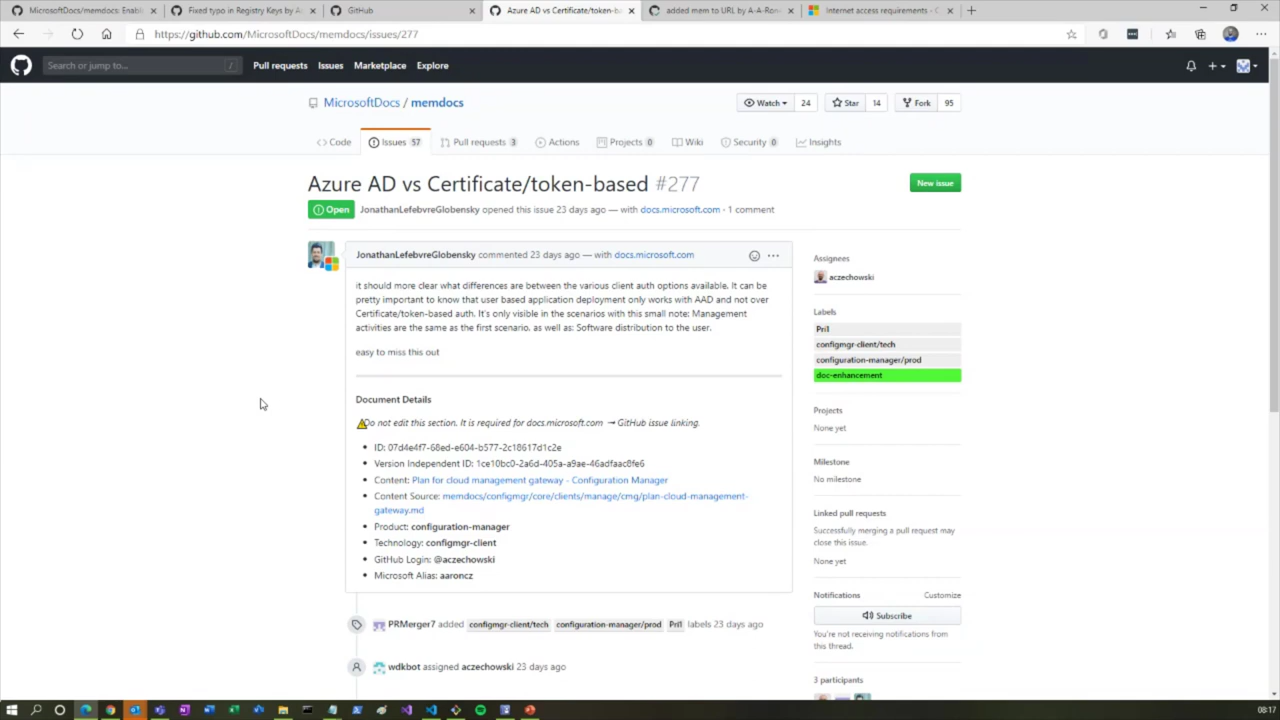 MicrosoftDocs/memdocs: Enabl
Fixed typo in Registry Keys by A
GitHub
Azure AD vs Certificate/token-b
added mem to URL by A-A-Ron
Internet access requirements - C
https://github.com/MicrosoftDocs/memdocs/issues/277
Search or jump to...
/
Pull requests
Issues
Marketplace
Explore
MicrosoftDocs / memdocs
Watch 24
Star 14
Fork 95
Code
Issues 57
Pull requests 3
Actions
Projects 0
Wiki
Security 0
Insights
Azure AD vs Certificate/token-based #277
New issue
Open
JonathanLefebvreGlobensky opened this issue 23 days ago — with docs.microsoft.com · 1 comment
JonathanLefebvreGlobensky commented 23 days ago — with docs.microsoft.com
it should more clear what differences are between the various client auth options available. It can be
pretty important to know that user based application deployment only works with AAD and not over
Certificate/token-based auth. It's only visible in the scenarios with this small note: Management
activities are the same as the first scenario, as well as: Software distribution to the user.
easy to miss this out
Document Details
Do not edit this section. It is required for docs.microsoft.com → GitHub issue linking.
• ID: 07d4e4f7-68ed-e604-b577-2c18617d1c2e
• Version Independent ID: 1ce10bc0-2a6d-405a-a9ae-46adfaac8fe6
• Content: Plan for cloud management gateway - Configuration Manager
• Content Source: memdocs/configmgr/core/clients/manage/cmg/plan-cloud-management-
gateway.md
• Product: configuration-manager
• Technology: configmgr-client
• GitHub Login: @aczechowski
• Microsoft Alias: aaroncz
PRMerger7 added configmgr-client/tech configuration-manager/prod Pri1 labels 23 days ago
wdkbot assigned aczechowski 23 days ago
Assignees
aczechowski
Labels
Pri1
configmgr-client/tech
configuration-manager/prod
doc-enhancement
Projects
None yet
Milestone
No milestone
Linked pull requests
Successfully merging a pull request may
close this issue.
None yet
Notifications
Customize
Subscribe
You're not receiving notifications from
this thread.
3 participants
08:17